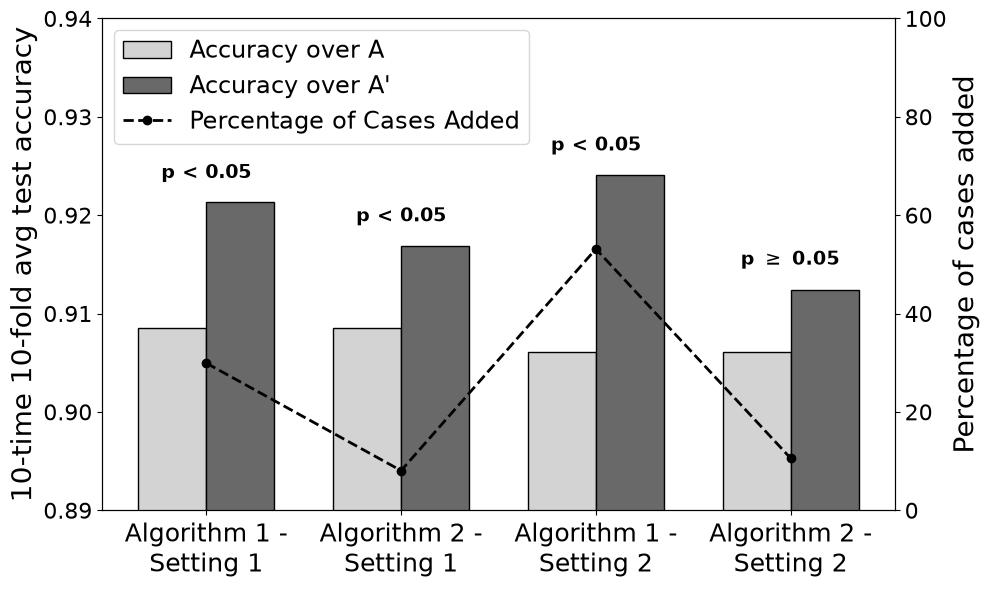 0.94
0.93
0.92
0.91
0.90
0.89
10-time 10-fold avg test accuracy
Accuracy over A
Accuracy over A'
Percentage of Cases Added
p < 0.05
p < 0.05
p < 0.05
p ≥ 0.05
100
80
60
40
20
0
Percentage of cases added
Algorithm 1 -
Setting 1
Algorithm 2 -
Setting 1
Algorithm 1 -
Setting 2
Algorithm 2 -
Setting 2